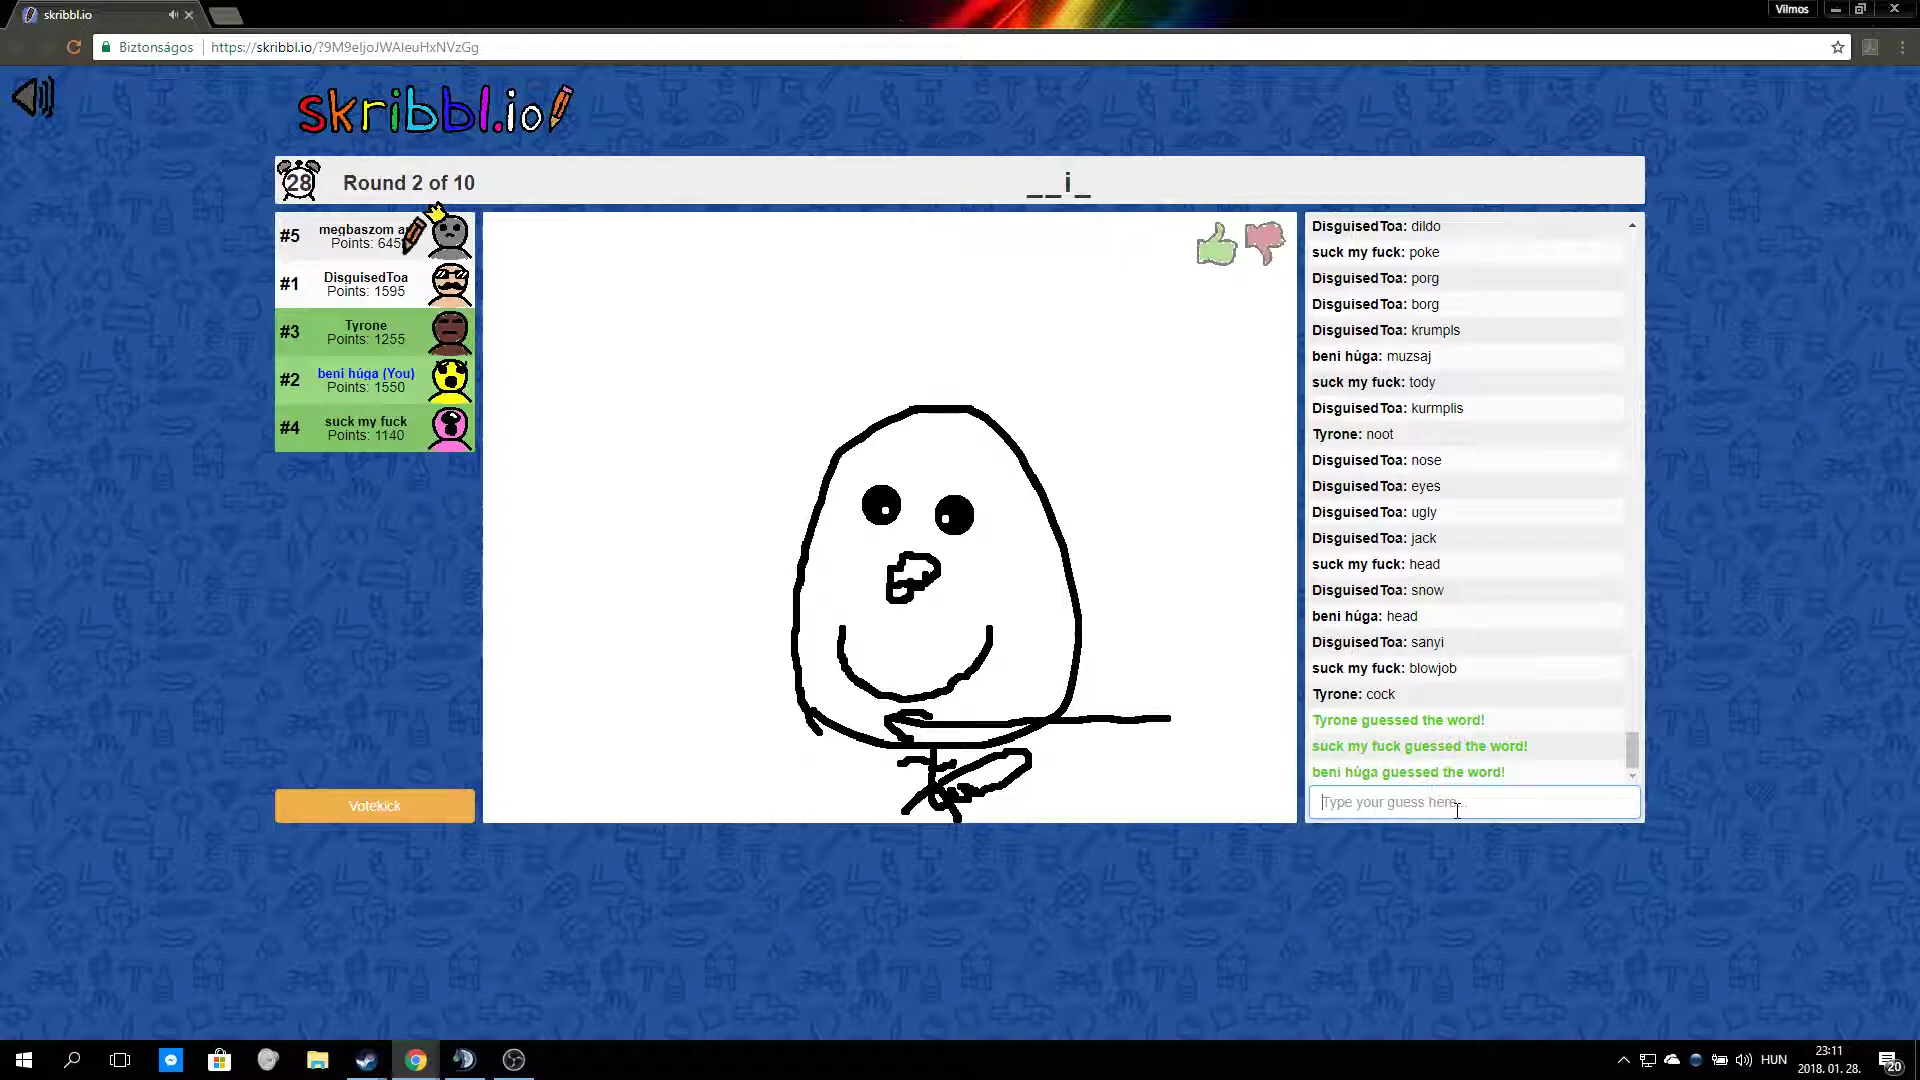 skribbl.io
Vilmos
Biztonságos
https://skribbl.io/?9M9eIjoJWAIeuHxNVzGg
skribbl.io
28
Round 2 of 10
__i_
#5
megbaszom a
Points: 645
#1
DisguisedToa
Points: 1595
#3
Tyrone
Points: 1255
#2
beni húga (You)
Points: 1550
#4
suck my fuck
Points: 1140
Votekick
DisguisedToa: dildo
suck my fuck: poke
DisguisedToa: porg
DisguisedToa: borg
DisguisedToa: krumpls
beni húga: muzsaj
suck my fuck: tody
DisguisedToa: kurmplis
Tyrone: noot
DisguisedToa: nose
DisguisedToa: eyes
DisguisedToa: ugly
DisguisedToa: jack
suck my fuck: head
DisguisedToa: snow
beni húga: head
DisguisedToa: sanyi
suck my fuck: blowjob
Tyrone: cock
Tyrone guessed the word!
suck my fuck guessed the word!
beni húga guessed the word!
Type your guess here...
HUN
23:11
2018. 01. 28.
20